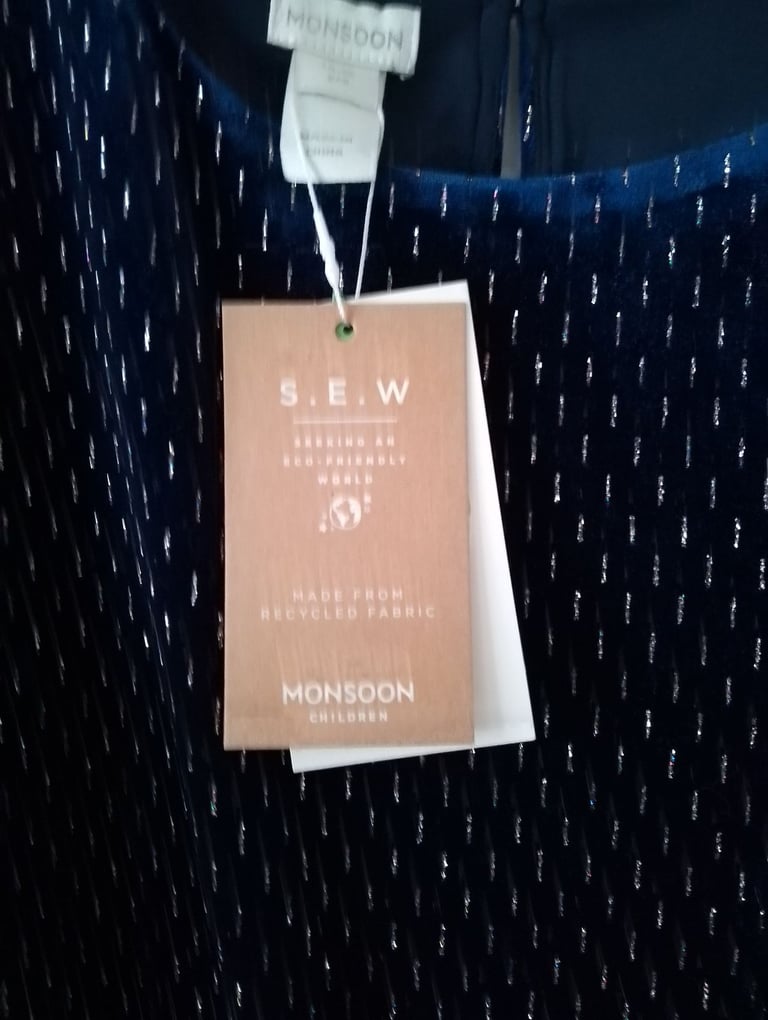 MONSOON
S.E.W
SEEKING AN
ECO-FRIENDLY
WORLD
MADE FROM
RECYCLED FABRIC
MONSOON
CHILDREN